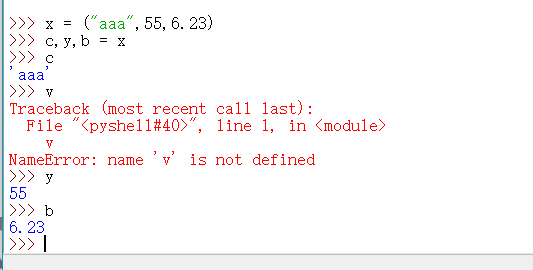 >>> x = ("aaa",55,6.23)
>>> c,y,b = x
>>> c
'aaa'
>>> v
Traceback (most recent call last):
  File "<pyshell#40>", line 1, in <module>
    v
NameError: name 'v' is not defined
>>> y
55
>>> b
6.23
>>>